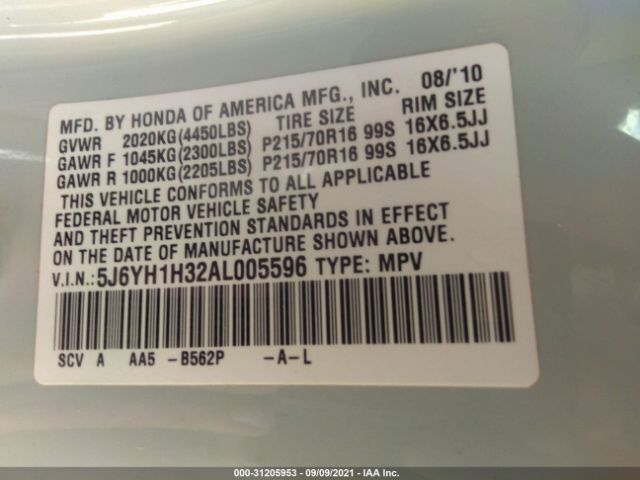 MFD. BY HONDA OF AMERICA MFG., INC. 08/'10
GVWR 2020KG(4450LBS) TIRE SIZE RIM SIZE
GAWR F 1045KG(2300LBS) P215/70R16 99S 16X6.5JJ
GAWR R 1000KG(2205LBS) P215/70R16 99S 16X6.5JJ
THIS VEHICLE CONFORMS TO ALL APPLICABLE
FEDERAL MOTOR VEHICLE SAFETY
AND THEFT PREVENTION STANDARDS IN EFFECT
ON THE DATE OF MANUFACTURE SHOWN ABOVE.
V.I.N.:5J6YH1H32AL005596 TYPE: MPV
SCV A AA5 -B562P -A-L
000-31205953 - 09/09/2021 - IAA Inc.